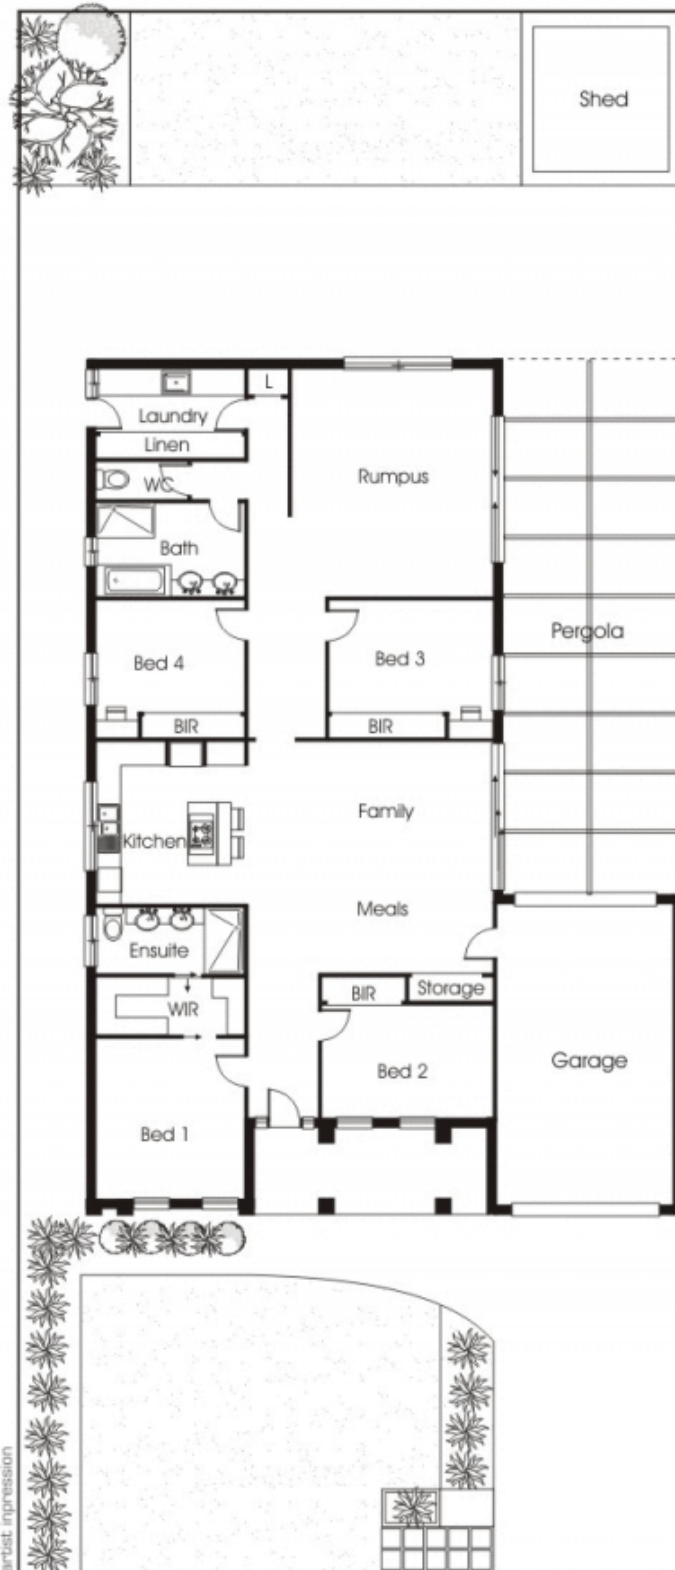 Shed
L
Laundry
Linen
WC
Rumpus
Bath
Pergola
Bed 4
Bed 3
BIR
BIR
Family
Kitchen
Meals
Ensuite
WIR
BIR
Storage
Garage
Bed 2
Bed 1
artist inpression